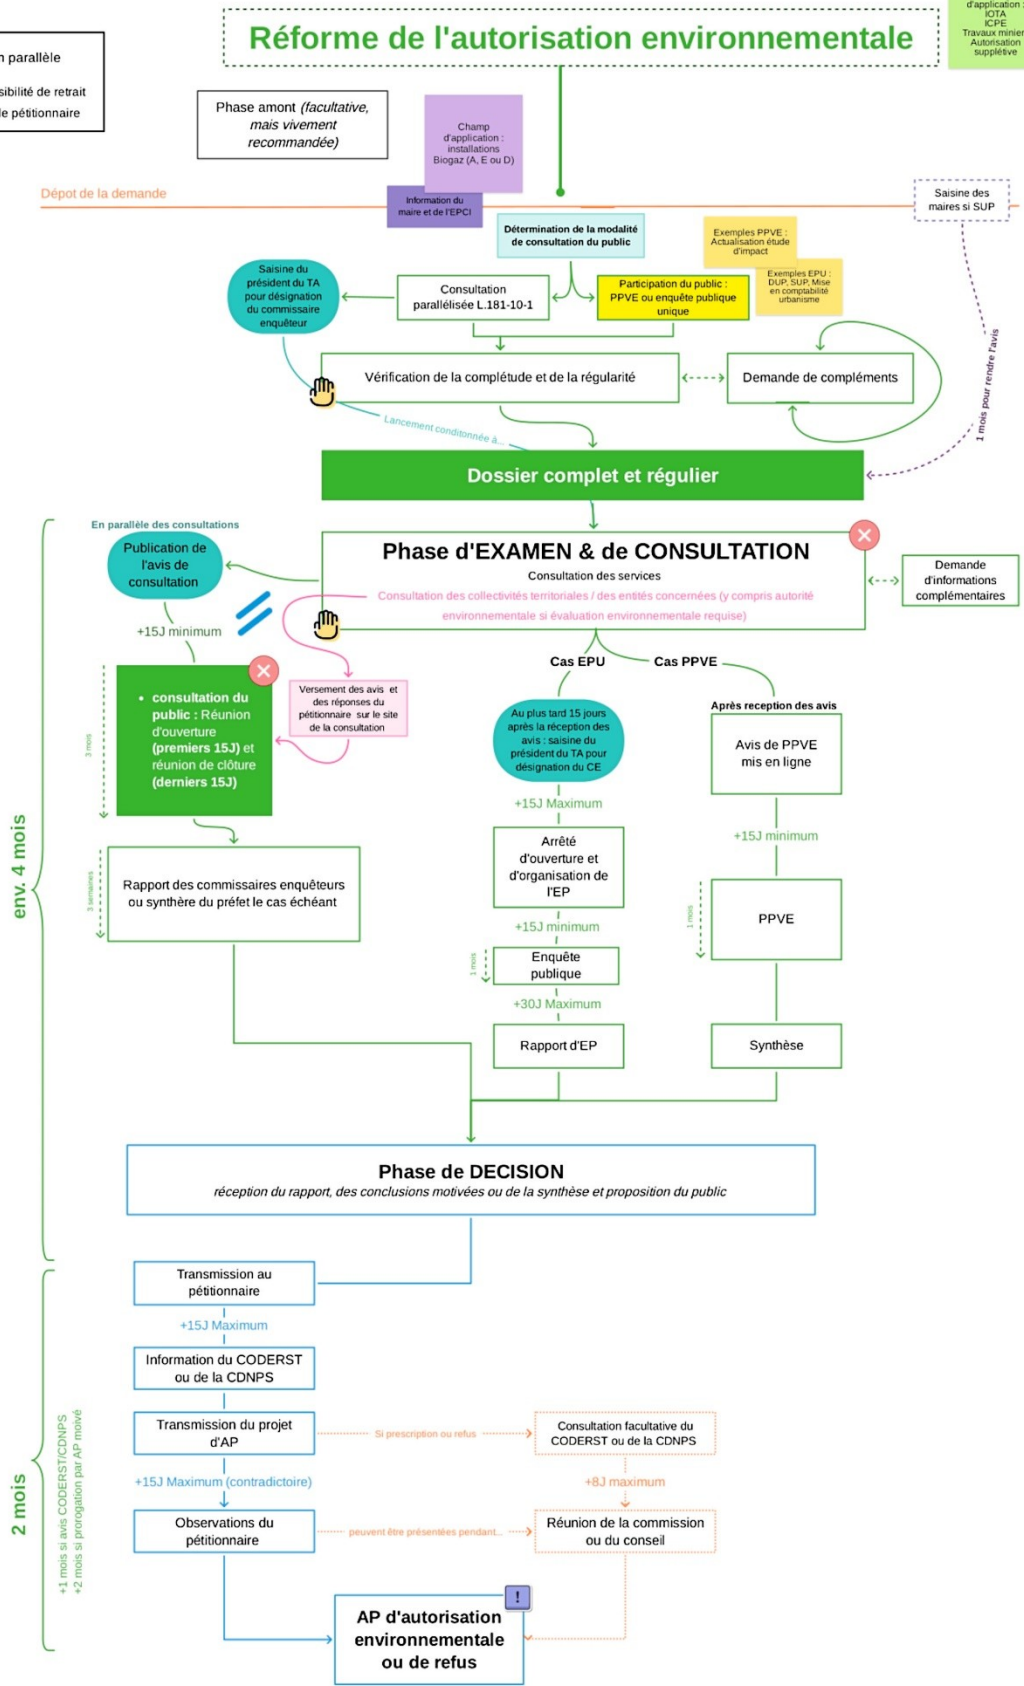 Réforme de l'autorisation environnementale
d'application :
IOTA
ICPE
Travaux miniers
Autorisation
supplétive
n parallèle
sibilité de retrait
le pétitionnaire
Phase amont (facultative,
mais vivement
recommandée)
Champ
d'application :
installations
Biogaz (A, E ou D)
Dépôt de la demande
Information du
maire et de l'EPCI
Saisine des
maires si SUP
Détermination de la modalité
de consultation du public
Exemples PPVE :
Actualisation étude
d'impact
Exemples EPU :
DUP, SUP, Mise
en comptabilité
urbanisme
Saisine du
président du TA
pour désignation
du commissaire
enquêteur
Consultation
parallélisée L.181-10-1
Participation du public :
PPVE ou enquête publique
unique
1 mois pour rendre l'avis
Vérification de la complétude et de la régularité
Demande de compléments
Lancement conditonnée à...
Dossier complet et régulier
En parallèle des consultations
Publication de
l'avis de
consultation
Phase d'EXAMEN & de CONSULTATION
Consultation des services
Consultation des collectivités territoriales / des entités concernées (y compris autorité
environnementale si évaluation environnementale requise)
Demande
d'informations
complémentaires
+15J minimum
Cas EPU
Cas PPVE
3 mois
• consultation du
public : Réunion
d'ouverture
(premiers 15J) et
réunion de clôture
(derniers 15J)
Versement des avis et
des réponses du
pétitionnaire sur le site
de la consultation
Au plus tard 15 jours
après la réception des
avis : saisine du
président du TA pour
désignation du CE
Après reception des avis
Avis de PPVE
mis en ligne
+15J Maximum
+15J minimum
env. 4 mois
3 semaines
Rapport des commissaires enquêteurs
ou synthère du préfet le cas échéant
Arrêté
d'ouverture et
d'organisation de
l'EP
+15J minimum
1 mois
PPVE
1 mois
Enquête
publique
+30J Maximum
Rapport d'EP
Synthèse
Phase de DECISION
réception du rapport, des conclusions motivées ou de la synthèse et proposition du public
Transmission au
pétitionnaire
+15J Maximum
Information du CODERST
ou de la CDNPS
2 mois
+1 mois si avis CODERST/CDNPS
+2 mois si prorogation par AP moivé
Transmission du projet
d'AP
Si prescription ou refus
Consultation facultative du
CODERST ou de la CDNPS
+15J Maximum (contradictoire)
+8J maximum
Observations du
pétitionnaire
peuvent être présentées pendant...
Réunion de la commission
ou du conseil
!
AP d'autorisation
environnementale
ou de refus